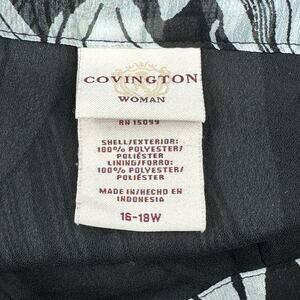 COVINGTON
WOMAN
RN 15099
SHELL/EXTERIOR:
100% POLYESTER/
POLIÉSTER
LINING/FORRO:
100% POLYESTER/
POLIÉSTER
MADE IN/HECHO EN
INDONESIA
16-18W